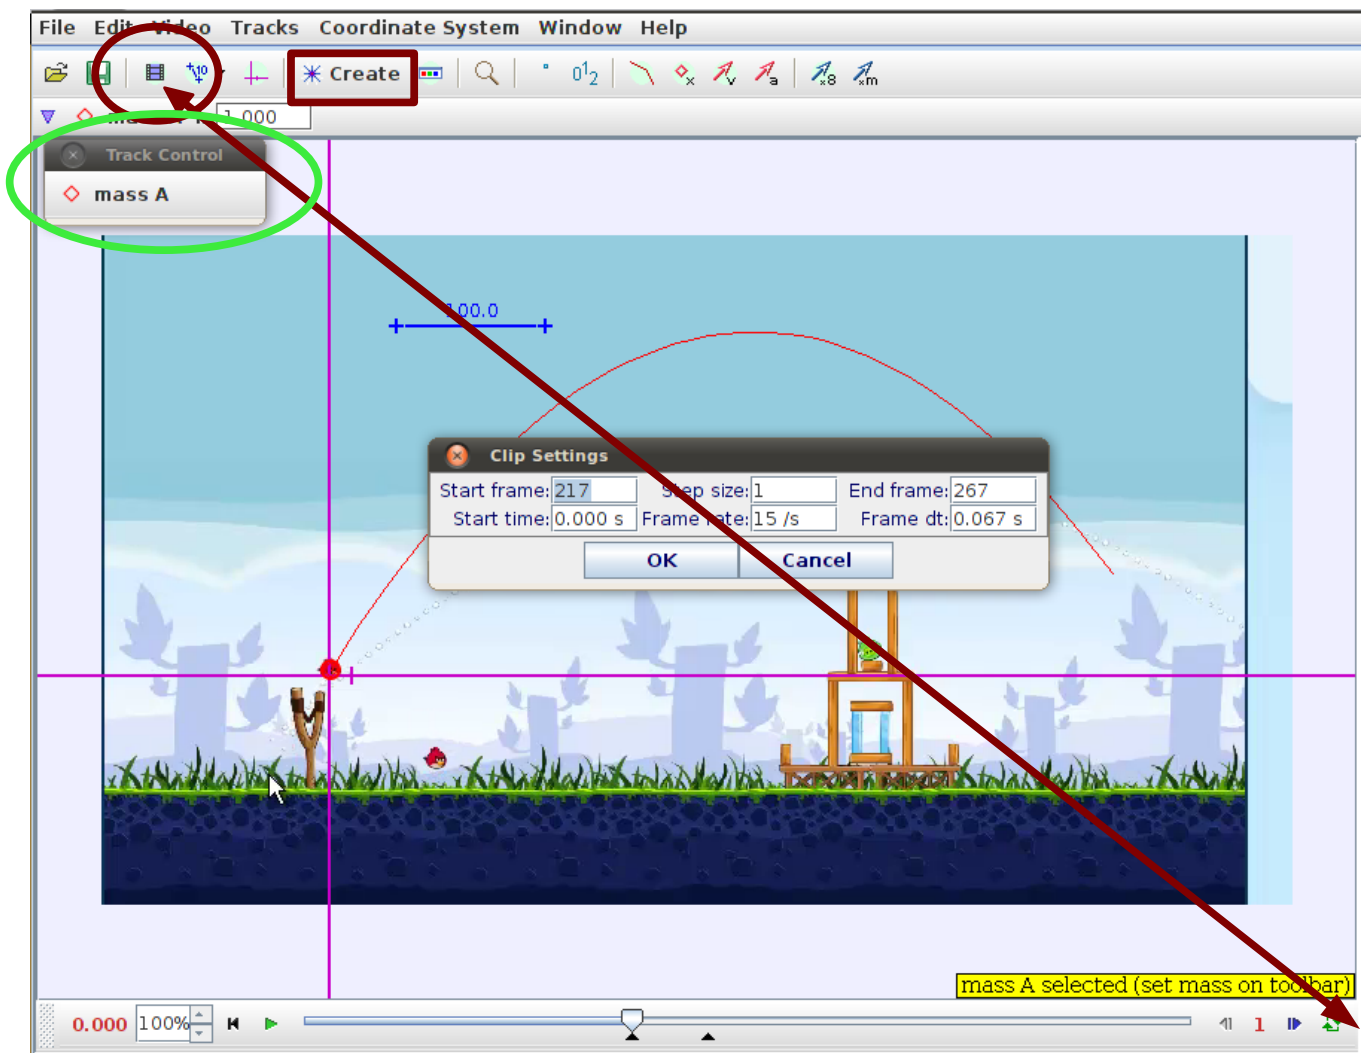 File Edit Video Tracks Coordinate System Window Help
Create
1.000
Track Control
mass A
100.0
Clip Settings
Start frame: 217 Step size: 1 End frame: 267
Start time: 0.000 s Frame rate: 15 /s Frame dt: 0.067 s
OK Cancel
mass A selected (set mass on toolbar)
0.000 100% 1